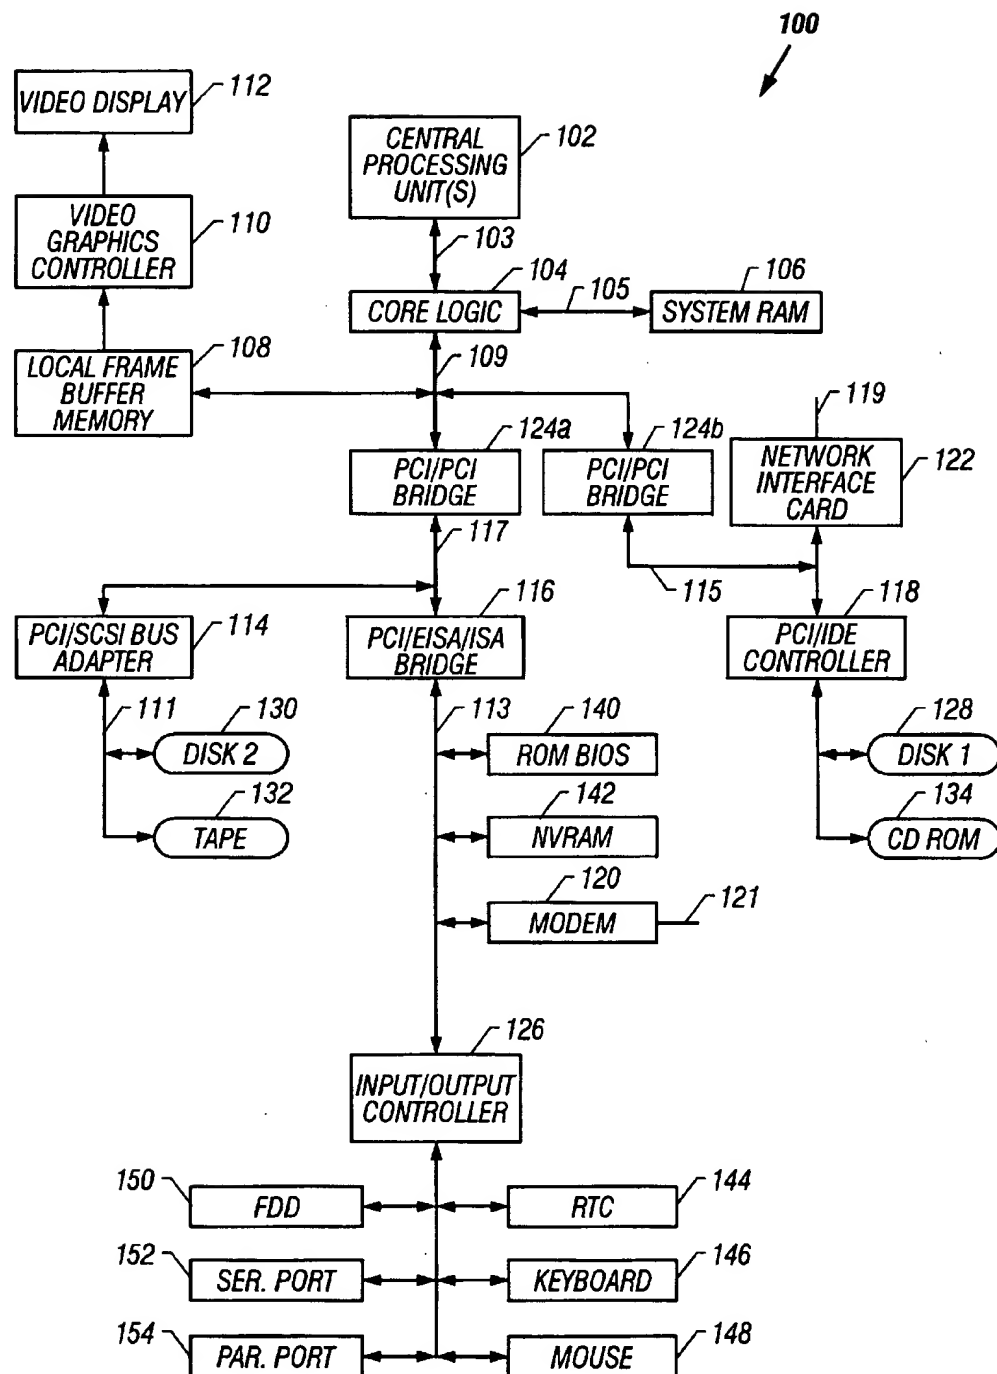 100
VIDEO DISPLAY
112
CENTRAL
PROCESSING
UNIT(S)
102
VIDEO
GRAPHICS
CONTROLLER
110
103
104
CORE LOGIC
105
106
SYSTEM RAM
LOCAL FRAME
BUFFER
MEMORY
108
109
119
124a
PCI/PCI
BRIDGE
124b
PCI/PCI
BRIDGE
NETWORK
INTERFACE
CARD
122
117
115
PCI/SCSI BUS
ADAPTER
114
116
PCI/EISA/ISA
BRIDGE
118
PCI/IDE
CONTROLLER
111
130
DISK 2
113
140
ROM BIOS
128
DISK 1
132
TAPE
142
NVRAM
134
CD ROM
120
MODEM
121
126
INPUT/OUTPUT
CONTROLLER
150
FDD
RTC
144
152
SER. PORT
KEYBOARD
146
154
PAR. PORT
MOUSE
148